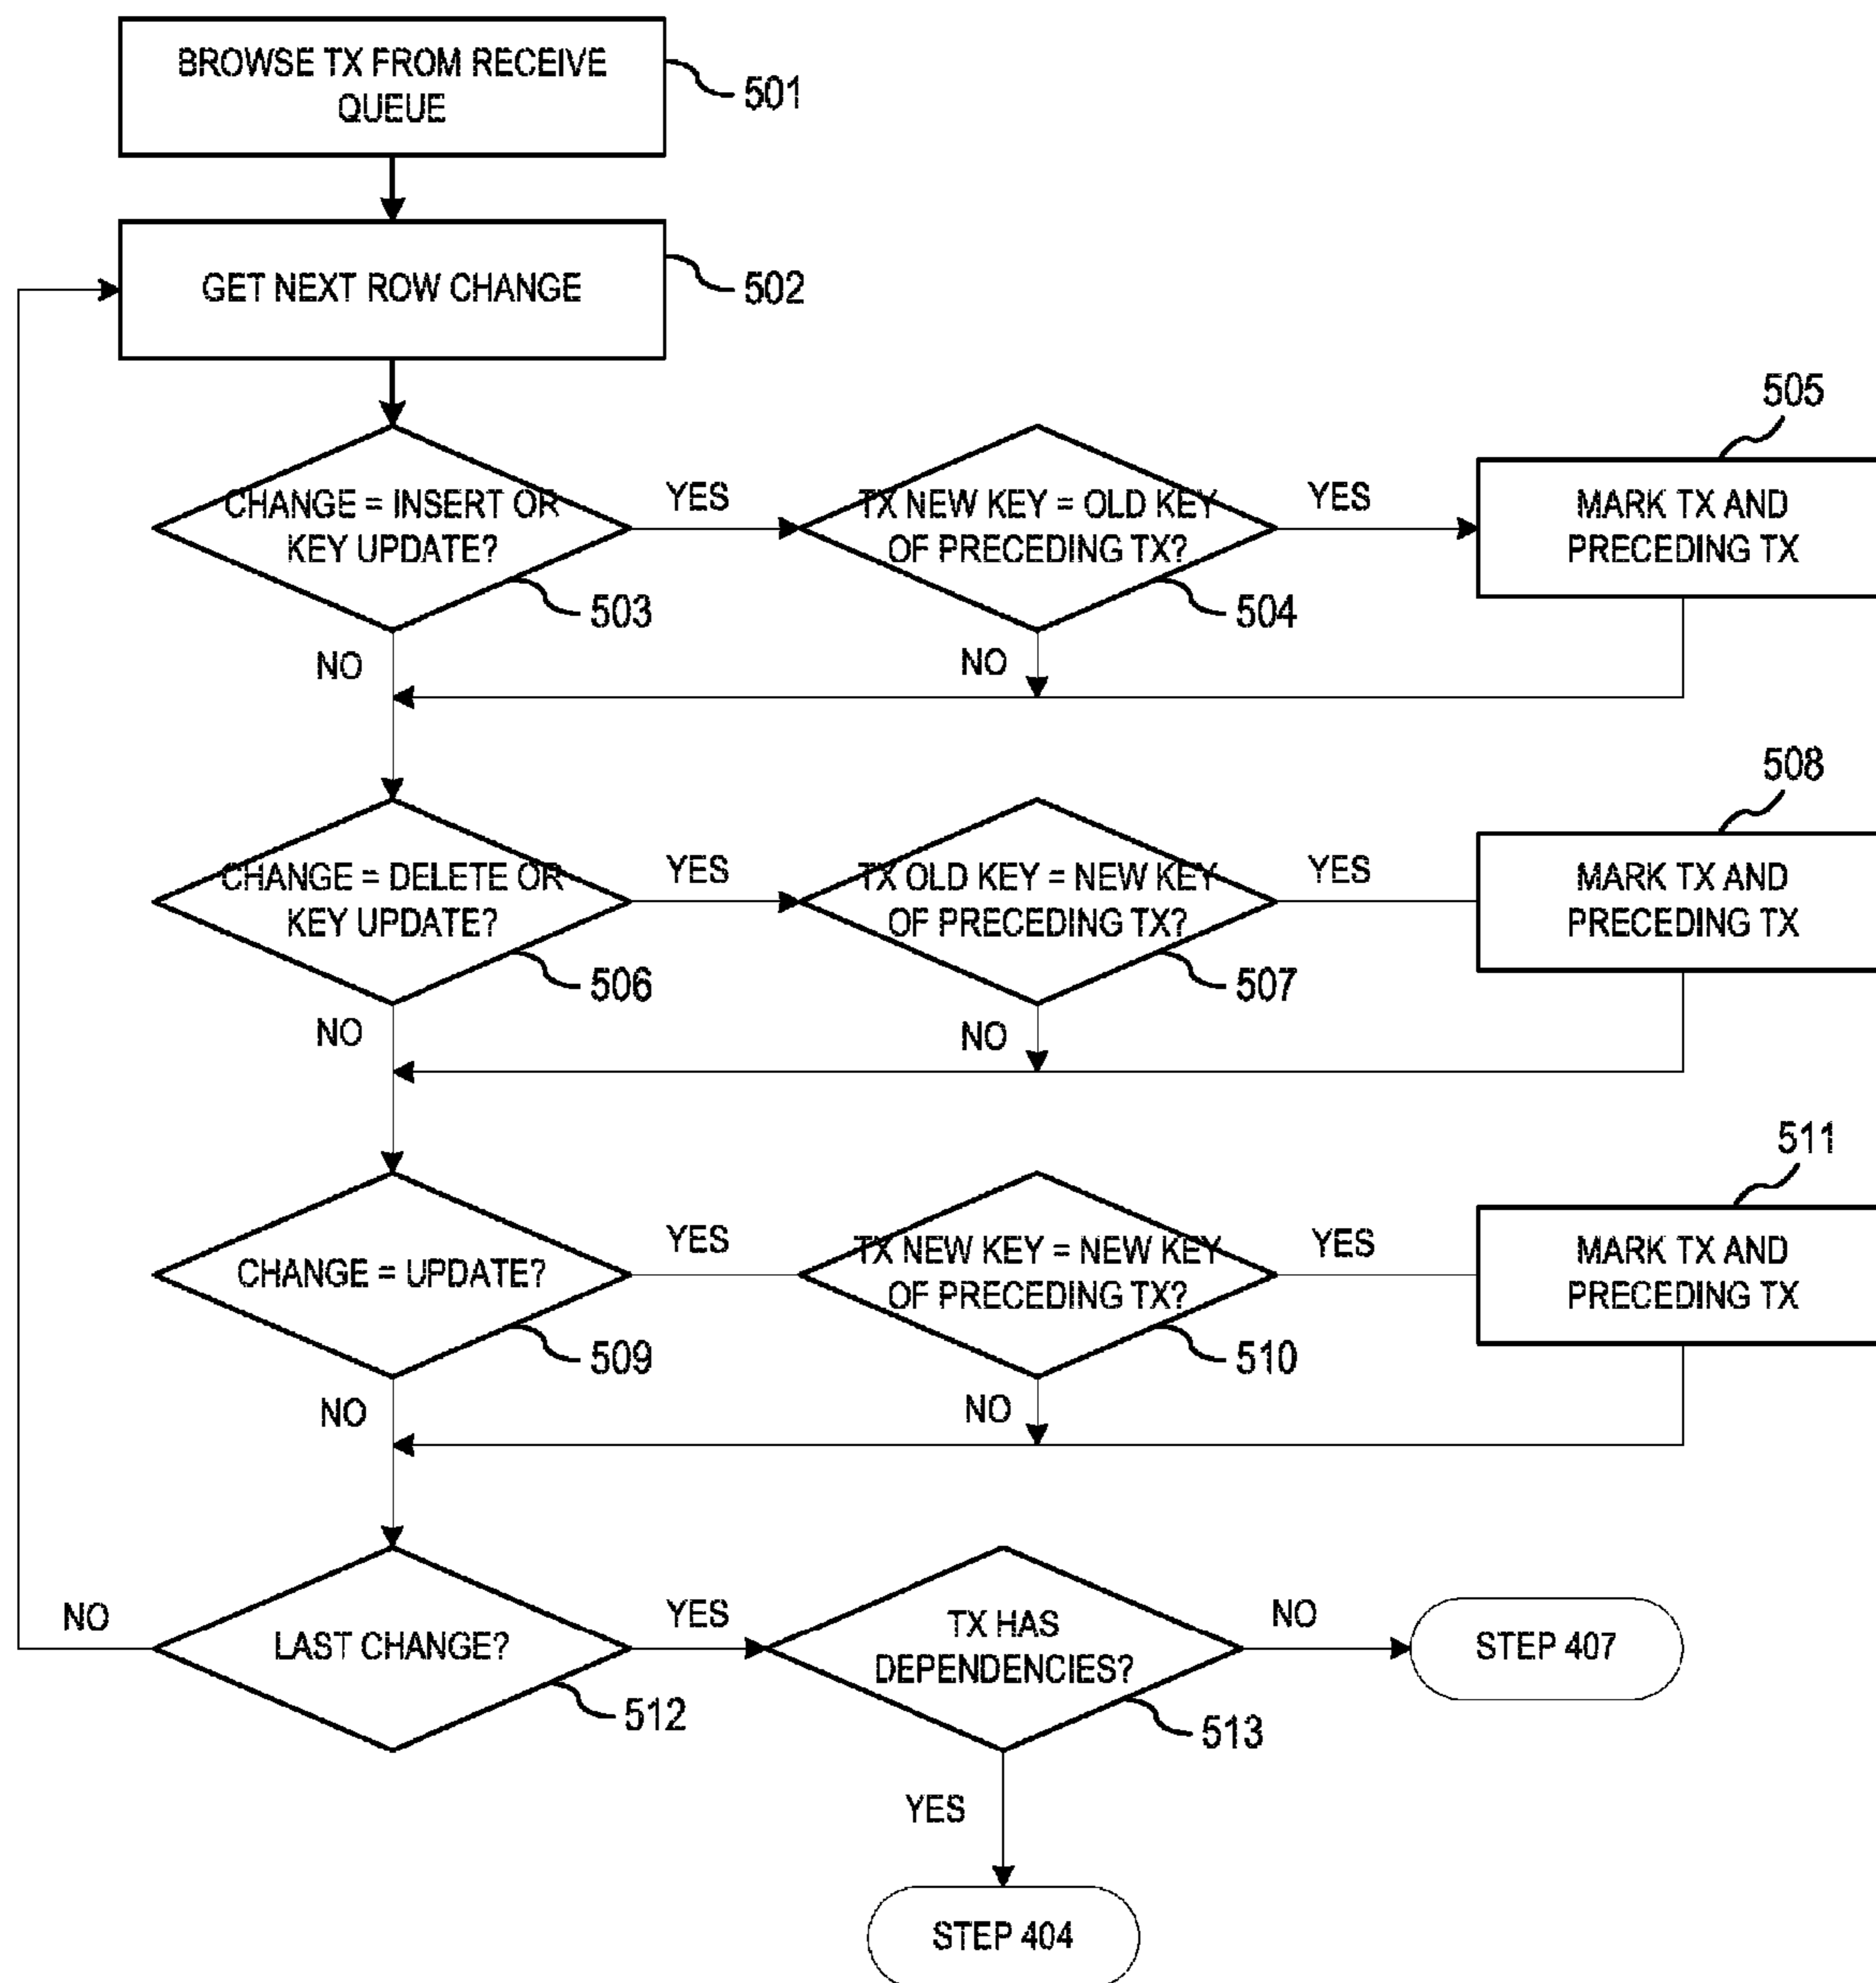 BROWSE TX FROM RECEIVE
QUEUE
501
GET NEXT ROW CHANGE
502
CHANGE = INSERT OR
KEY UPDATE?
503
YES
TX NEW KEY = OLD KEY
OF PRECEDING TX?
504
YES
505
MARK TX AND
PRECEDING TX
NO
NO
CHANGE = DELETE OR
KEY UPDATE?
506
YES
TX OLD KEY = NEW KEY
OF PRECEDING TX?
507
YES
508
MARK TX AND
PRECEDING TX
NO
NO
CHANGE = UPDATE?
509
YES
TX NEW KEY = NEW KEY
OF PRECEDING TX?
510
YES
511
MARK TX AND
PRECEDING TX
NO
NO
NO
LAST CHANGE?
512
YES
TX HAS
DEPENDENCIES?
513
NO
STEP 407
YES
STEP 404